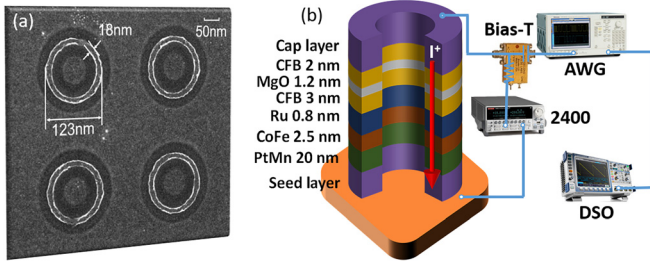 (a)
18nm
50nm
123nm
(b)
Cap layer
CFB 2 nm
MgO 1.2 nm
CFB 3 nm
Ru 0.8 nm
CoFe 2.5 nm
PtMn 20 nm
Seed layer
I+
Bias-T
AWG
2400
DSO